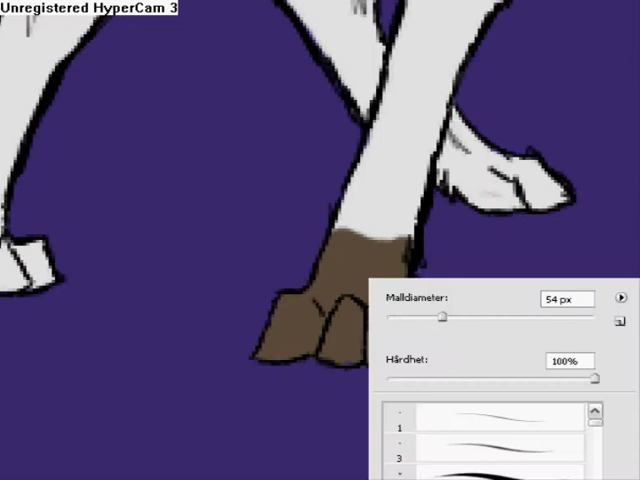 Unregistered HyperCam 3
Malldiameter:
54 px
Hårdhet:
100%
1
3